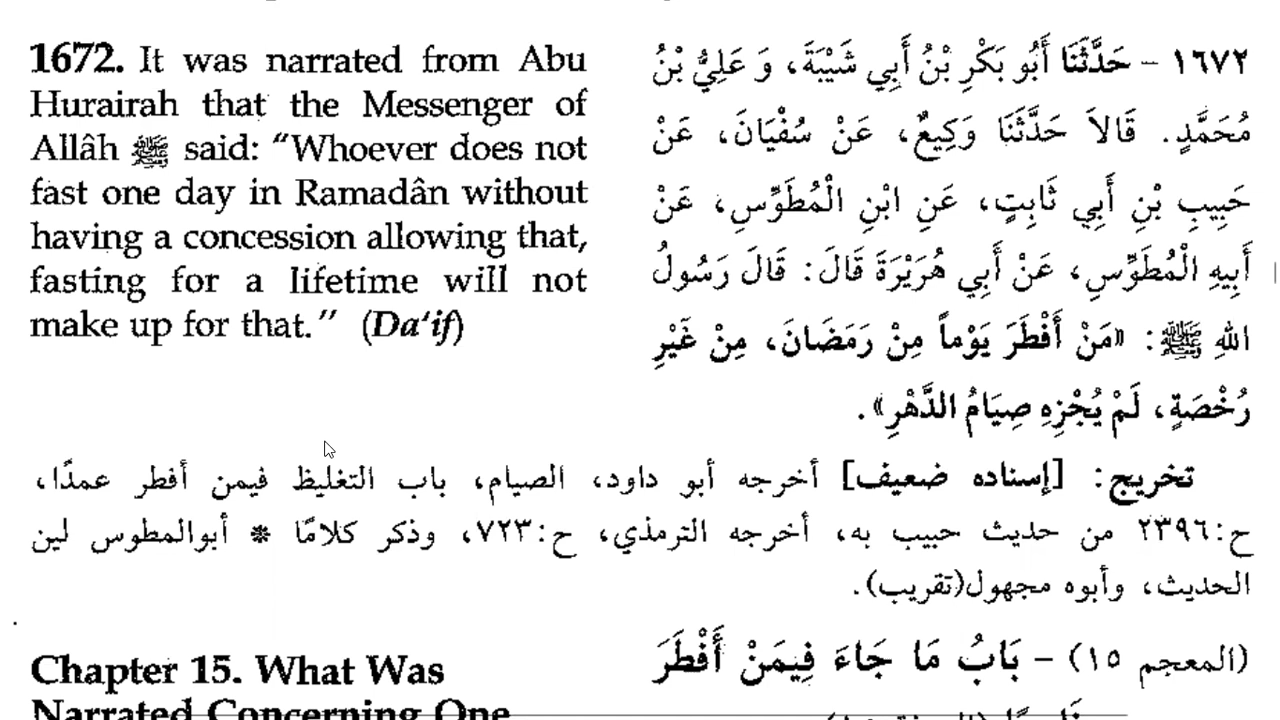 1672. It was narrated from Abu
Hurairah that the Messenger of
Allâh ﷺ said: “Whoever does not
fast one day in Ramadân without
having a concession allowing that,
fasting for a lifetime will not
make up for that.” (Da‘if)
١٦٧٢ – حَدَّثَنَا أَبُو بَكْرِ بْنُ أَبِي شَيْبَةَ، وَ عَلِيُّ بْنُ
مُحَمَّدٍ. قَالاَ حَدَّثَنَا وَكِيعٌ، عَنْ سُفْيَانَ، عَنْ
حَبِيبِ بْنِ أَبِي ثَابِتٍ، عَنِ ابْنِ الْمُطَوِّسِ، عَنْ
أَبِيهِ الْمُطَوِّسِ، عَنْ أَبِي هُرَيْرَةَ قَالَ: قَالَ رَسُولُ
اللهِ ﷺ: «مَنْ أَفْطَرَ يَوْماً مِنْ رَمَضَانَ، مِنْ غَيْرِ
رُخْصَةٍ، لَمْ يُجْزِهِ صِيَامُ الدَّهْرِ».
تخريج: [إسناده ضعيف] أخرجه أبو داود، الصيام، باب التغليظ فيمن أفطر عمدًا،
ح:٢٣٩٦ من حديث حبيب به، أخرجه الترمذي، ح:٧٢٣، وذكر كلامًا * أبوالمطوس لين
الحديث، وأبوه مجهول(تقريب).
Chapter 15. What Was
Narrated Concerning One
(المعجم ١٥) – بَابُ مَا جَاءَ فِيمَنْ أَفْطَرَ